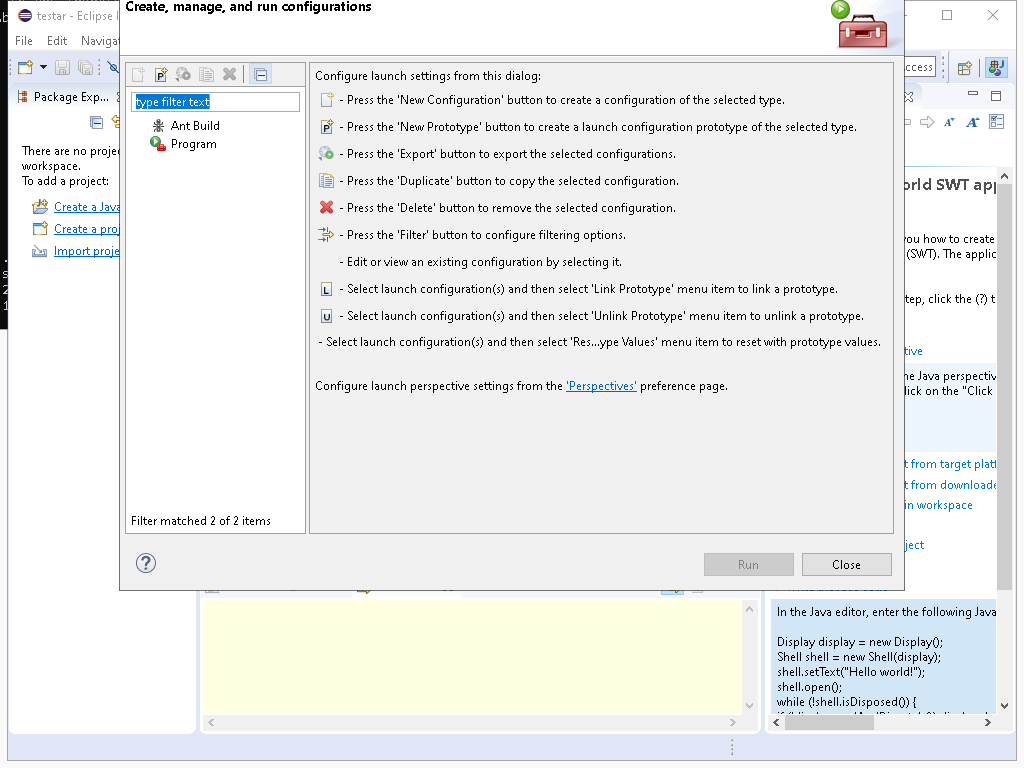 Create, manage, and run configurations
testar - Eclipse I
File Edit Naviga
ccess
Package Exp...
There are no proje
workspace.
To add a project:
Create a Java
Create a proj
Import proje
type filter text
Ant Build
Program
Filter matched 2 of 2 items
Configure launch settings from this dialog:
- Press the 'New Configuration' button to create a configuration of the selected type.
- Press the 'New Prototype' button to create a launch configuration prototype of the selected type.
- Press the 'Export' button to export the selected configurations.
- Press the 'Duplicate' button to copy the selected configuration.
- Press the 'Delete' button to remove the selected configuration.
- Press the 'Filter' button to configure filtering options.
- Edit or view an existing configuration by selecting it.
L - Select launch configuration(s) and then select 'Link Prototype' menu item to link a prototype.
U - Select launch configuration(s) and then select 'Unlink Prototype' menu item to unlink a prototype.
- Select launch configuration(s) and then select 'Res...ype Values' menu item to reset with prototype values.
Configure launch perspective settings from the 'Perspectives' preference page.
Run Close
orld SWT app
you how to create
(SWT). The applic
tep, click the (?) t
tive
he Java perspectiv
lick on the "Click
t from target platf
t from downloade
in workspace
ject
In the Java editor, enter the following Java
Display display = new Display();
Shell shell = new Shell(display);
shell.setText("Hello world!");
shell.open();
while (!shell.isDisposed()) {